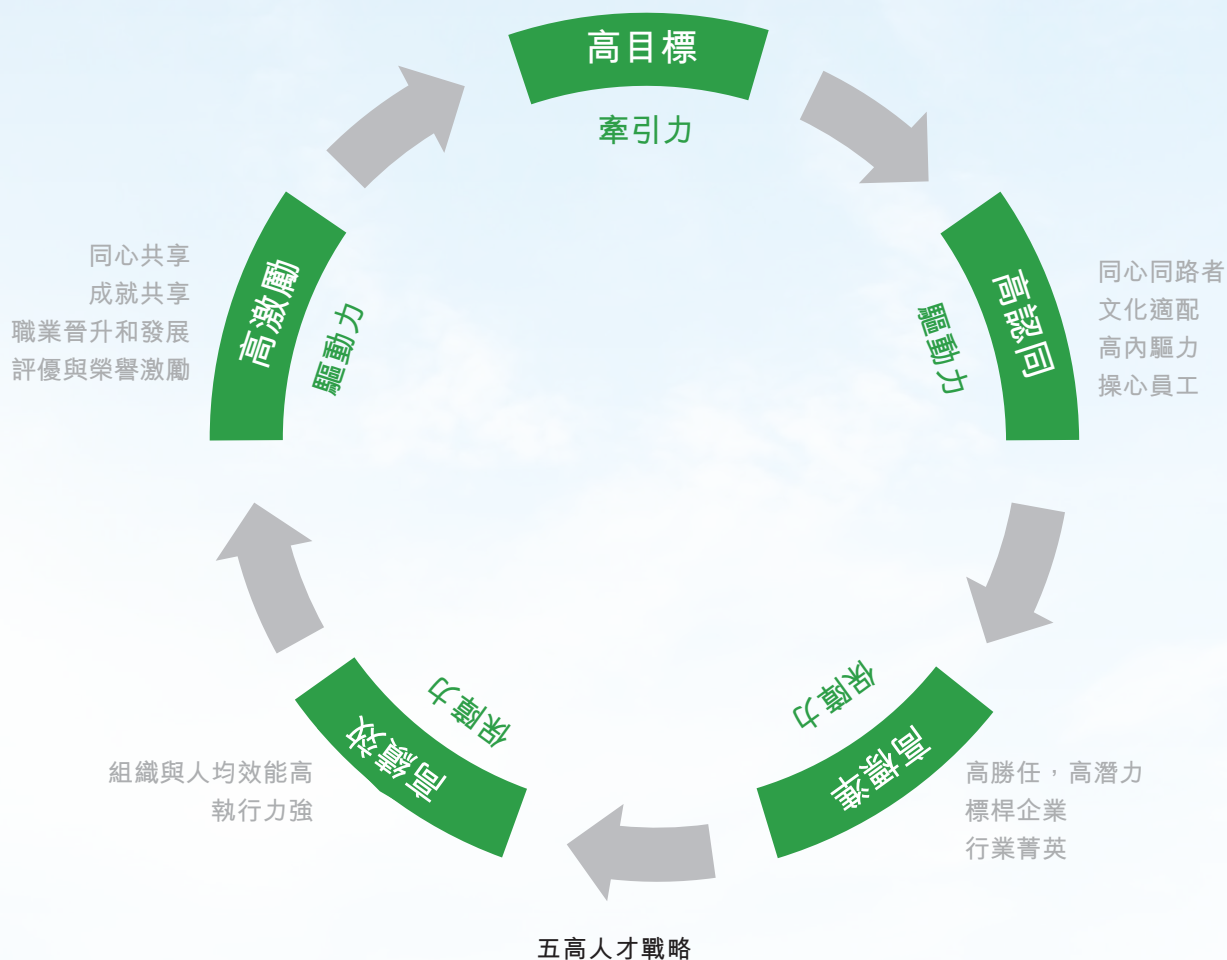 高目標
牽引力
高認同
驅動力
同心同路者
文化適配
高內驅力
操心員工
高標準
保障力
高勝任，高潛力
標桿企業
行業菁英
高績效
保障力
組織與人均效能高
執行力強
高激勵
驅動力
同心共享
成就共享
職業晉升和發展
評優與榮譽激勵
五高人才戰略